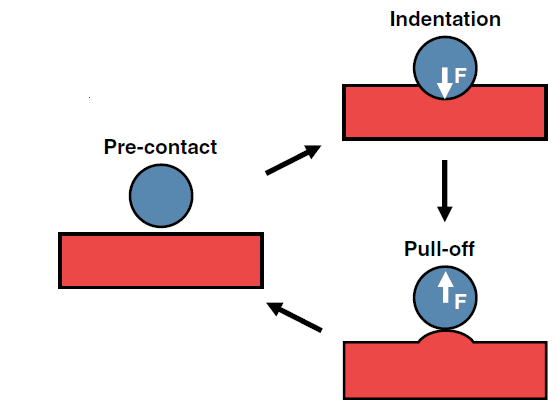 Indentation
F
Pre-contact
Pull-off
F